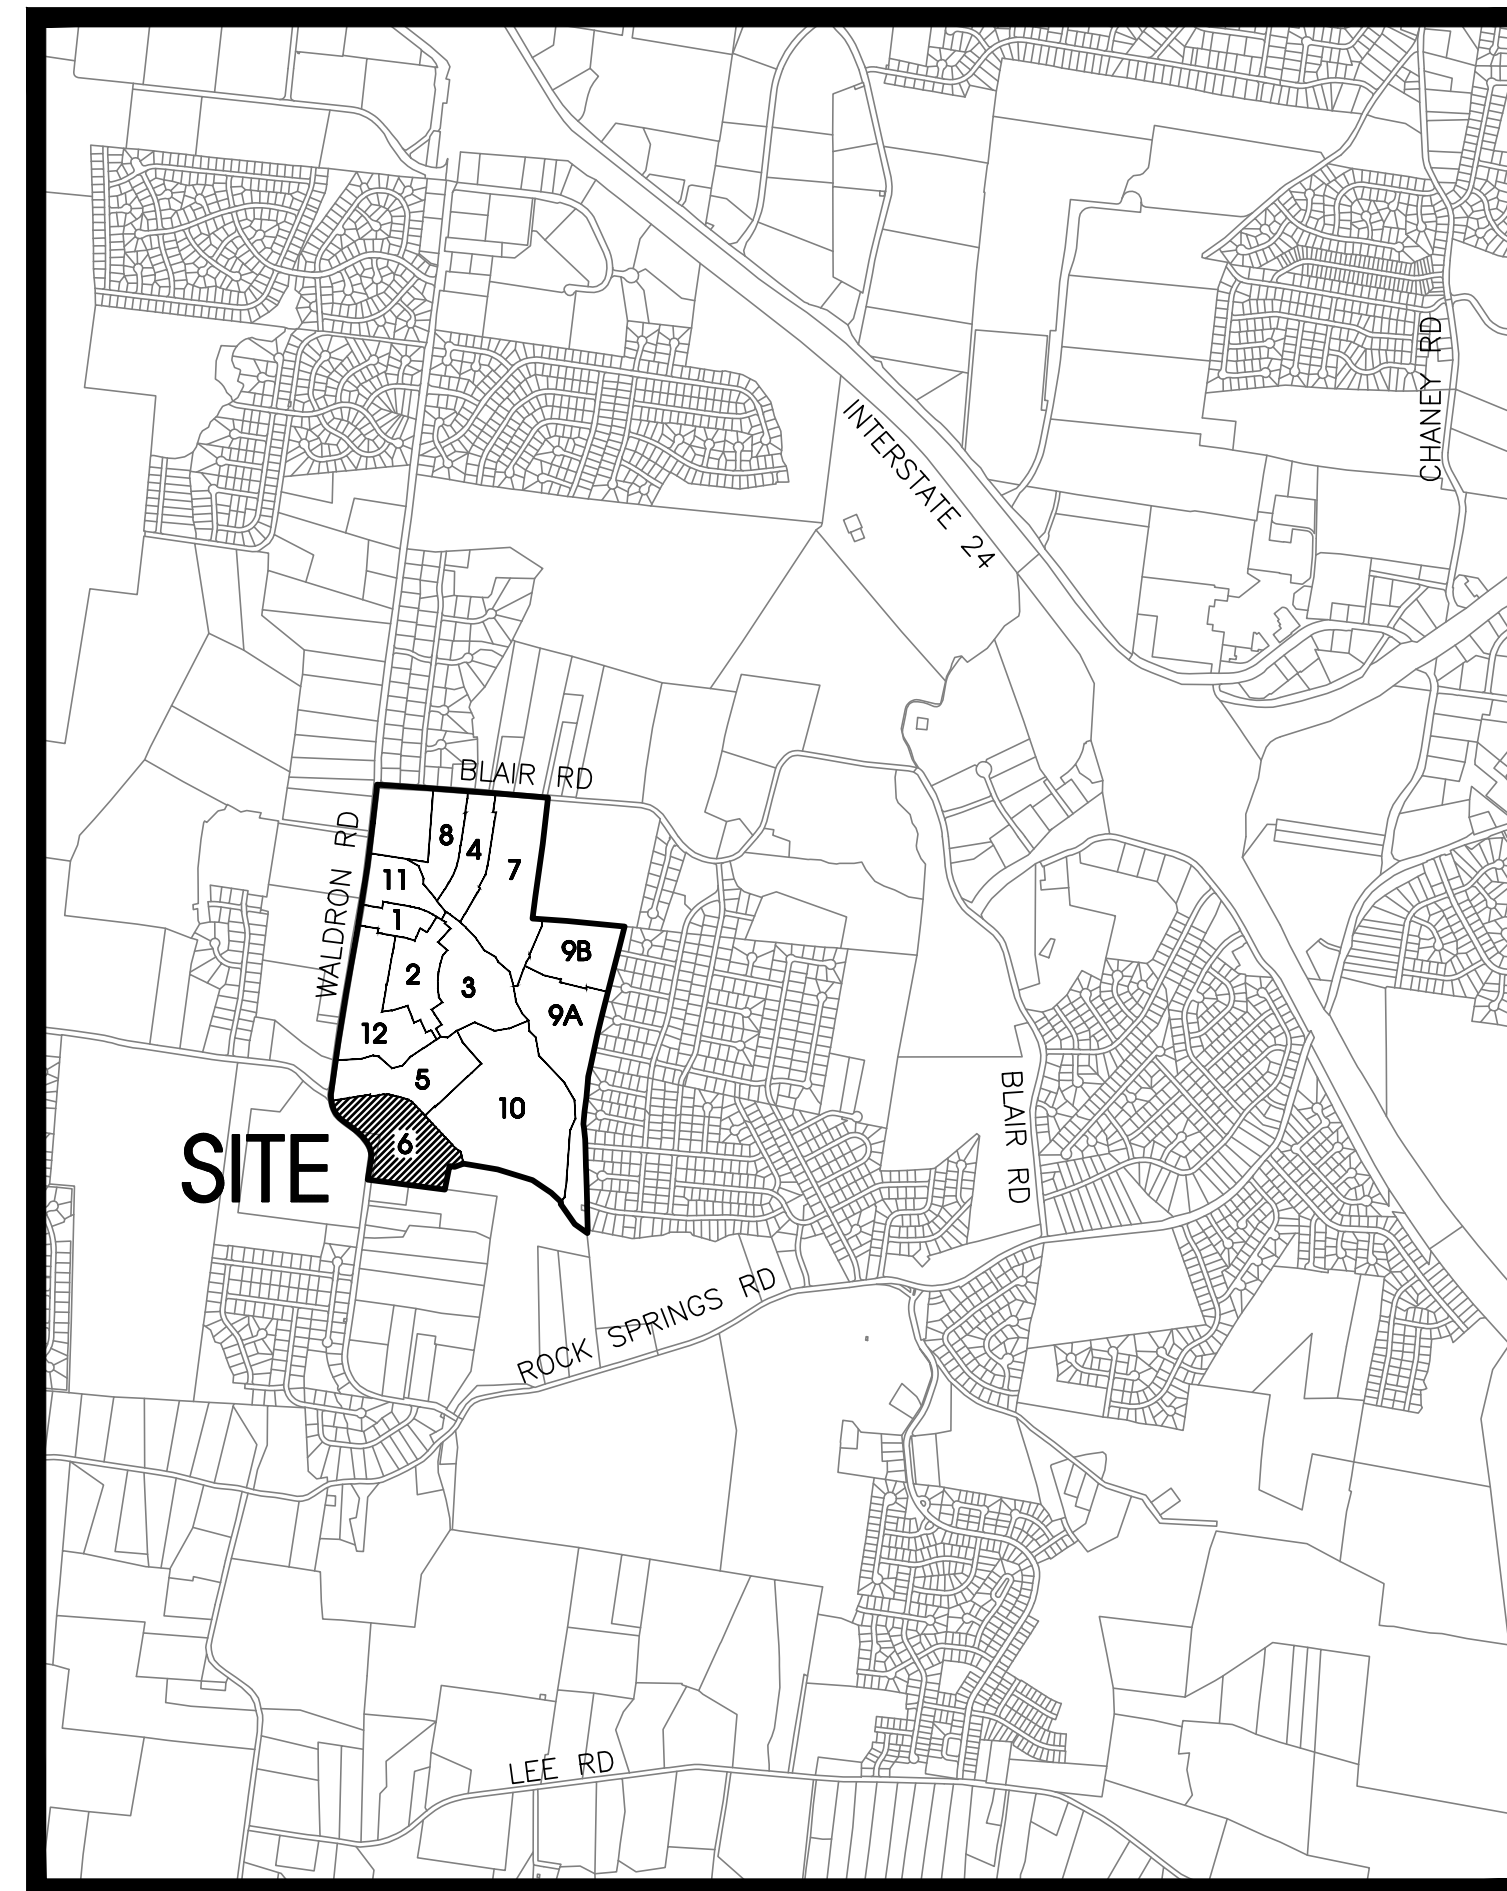 CHANEY RD
INTERSTATE 24
BLAIR RD
WALDRON RD
8
4
7
11
1
9B
2
3
9A
12
5
10
6
SITE
BLAIR RD
ROCK SPRINGS RD
LEE RD